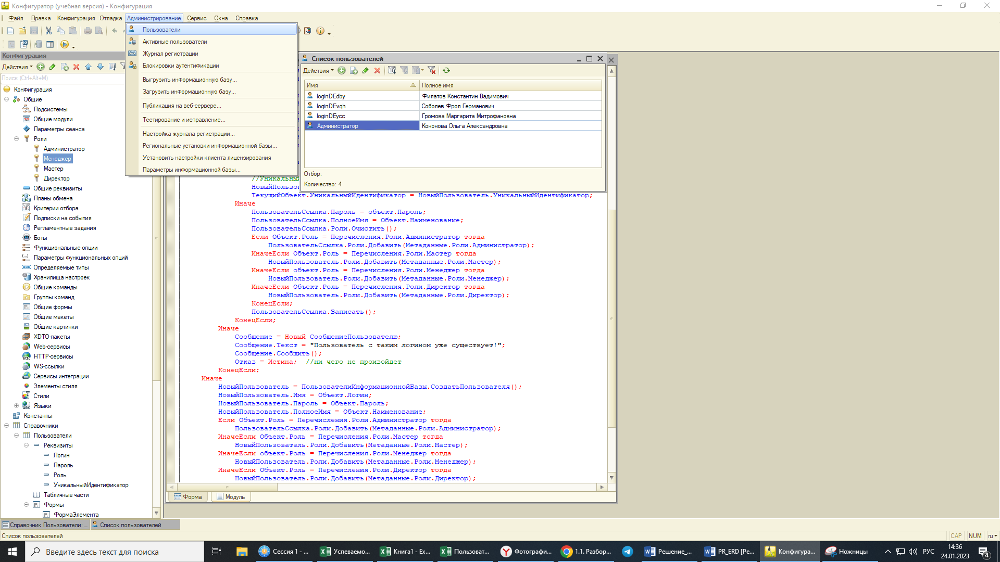 Конфигуратор (учебная версия) - Конфигурация
Файл Правка Конфигурация Отладка Администрирование Сервис Окна Справка
Пользователи
Активные пользователи
Журнал регистрации
Блокировки аутентификации
Выгрузить информационную базу...
Загрузить информационную базу...
Публикация на веб-сервере...
Тестирование и исправление...
Настройка журнала регистрации...
Региональные установки информационной базы...
Установить настройки клиента лицензирования
Параметры информационной базы...
Конфигурация
Действия
Поиск (Ctrl+Alt+M)
Конфигурация
Общие
Подсистемы
Общие модули
Параметры сеанса
Роли
Администратор
Менеджер
Мастер
Директор
Общие реквизиты
Планы обмена
Критерии отбора
Подписки на события
Регламентные задания
Боты
Функциональные опции
Параметры функциональных опций
Определяемые типы
Хранилища настроек
Общие команды
Группы команд
Общие формы
Общие макеты
Общие картинки
XDTO-пакеты
Web-сервисы
HTTP-сервисы
WS-ссылки
Сервисы интеграции
Элементы стиля
Стили
Языки
Константы
Справочники
Пользователи
Реквизиты
Логин
Пароль
Роль
УникальныйИдентификатор
Табличные части
Формы
ФормаЭлемента
Список пользователей
Действия
Имя Полное имя
loginDEdby Филатов Константин Вадимович
loginDEvqh Соболев Фрол Германович
loginDEycc Громова Маргарита Митрофановна
Администратор Кононова Ольга Александровна
Отбор:
Количество: 4
//Уникальны
НовыйПользо
ТекущийОбъект.УникальныйИдентификатор = НовыйПользователь.УникальныйИдентификатор;
Иначе
ПользовательСсылка.Пароль = объект.Пароль;
ПользовательСсылка.ПолноеИмя = Объект.Наименование;
ПользовательСсылка.Роли.Очистить();
Если Объект.Роль = Перечисления.Роли.Администратор тогда
ПользовательСсылка.Роли.Добавить(Метаданные.Роли.Администратор);
ИначеЕсли Объект.Роль = Перечисления.Роли.Мастер тогда
НовыйПользователь.Роли.Добавить(Метаданные.Роли.Мастер);
ИначеЕсли объект.Роль = Перечисления.Роли.Менеджер тогда
НовыйПользователь.Роли.Добавить(Метаданные.Роли.Менеджер);
ИначеЕсли Объект.Роль = Перечисления.Роли.Директор тогда
НовыйПользователь.Роли.Добавить(Метаданные.Роли.Директор);
КонецЕсли;
ПользовательСсылка.Записать();
КонецЕсли;
Иначе
Сообщение = Новый СообщениеПользователю;
Сообщение.Текст = "Пользователь с таким логином уже существует!";
Сообщение.Сообщить();
Отказ = Истина; //ни чего не произойдет
КонецЕсли;
Иначе
НовыйПользователь = ПользователиИнформационнойБазы.СоздатьПользователя();
НовыйПользователь.Имя = Объект.Логин;
НовыйПользователь.Пароль = Объект.Пароль;
НовыйПользователь.ПолноеИмя = Объект.Наименование;
Если Объект.Роль = Перечисления.Роли.Администратор тогда
ПользовательСсылка.Роли.Добавить(Метаданные.Роли.Администратор);
ИначеЕсли Объект.Роль = Перечисления.Роли.Мастер тогда
НовыйПользователь.Роли.Добавить(Метаданные.Роли.Мастер);
ИначеЕсли объект.Роль = Перечисления.Роли.Менеджер тогда
НовыйПользователь.Роли.Добавить(Метаданные.Роли.Менеджер);
ИначеЕсли Объект.Роль = Перечисления.Роли.Директор тогда
НовыйПользователь.Роли.Добавить(Метаданные.Роли.Директор);
Форма Модуль
Справочник Пользователи: ... Список пользователей
Список пользователей CAP NUM ru
Введите здесь текст для поиска Сессия 1 - ... Успеваемо... Книга1 - Ex... Пользоват... Фотографи... 1.1. Разбор... Решение_... PR_ERD [Ре... Конфигура... Ножницы РУС 14:36
24.01.2023 4